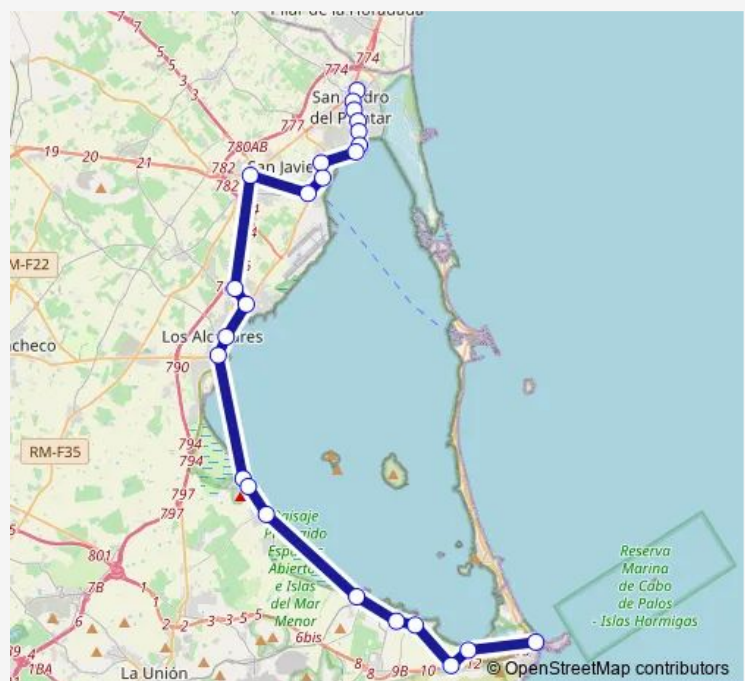 Pilar de la Horadada
774
774
San Pedro
del Pinatar
777
780AB
19 20 21
782
782
San Javier
M-F22
Los Alcázares
checo
790
RM-F35
794
794
797
797
Paisaje
Protegido
Espacios
Abiertos
e Islas
del Mar
Menor
Reserva
Marina
de Cabo
de Palos
- Islas Hormigas
801
7B
1
1
2 2 3 3 5 5
6
6bis
La Unión
8
9B 10
12
1BA
© OpenStreetMap contributors